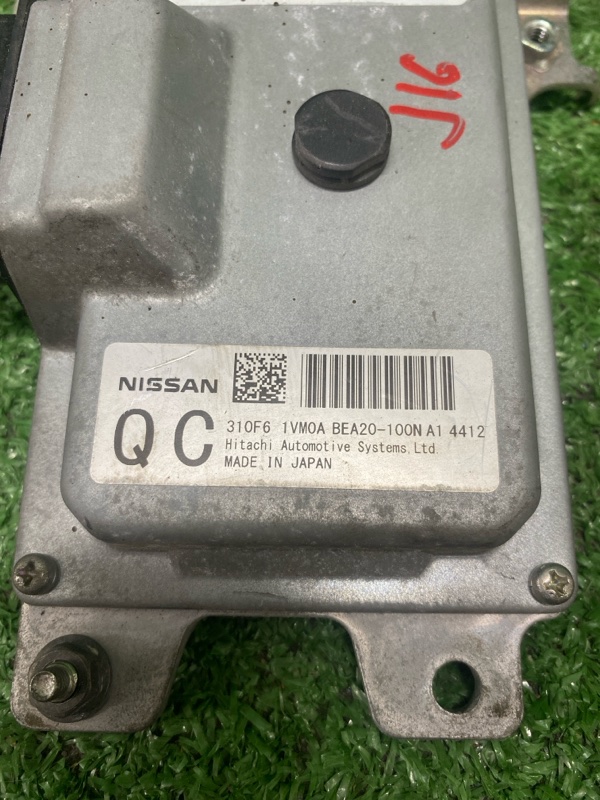 J16
NISSAN
QC
310F6 1VM0A BEA20-100N A1 4412
Hitachi Automotive Systems,Ltd.
MADE IN JAPAN